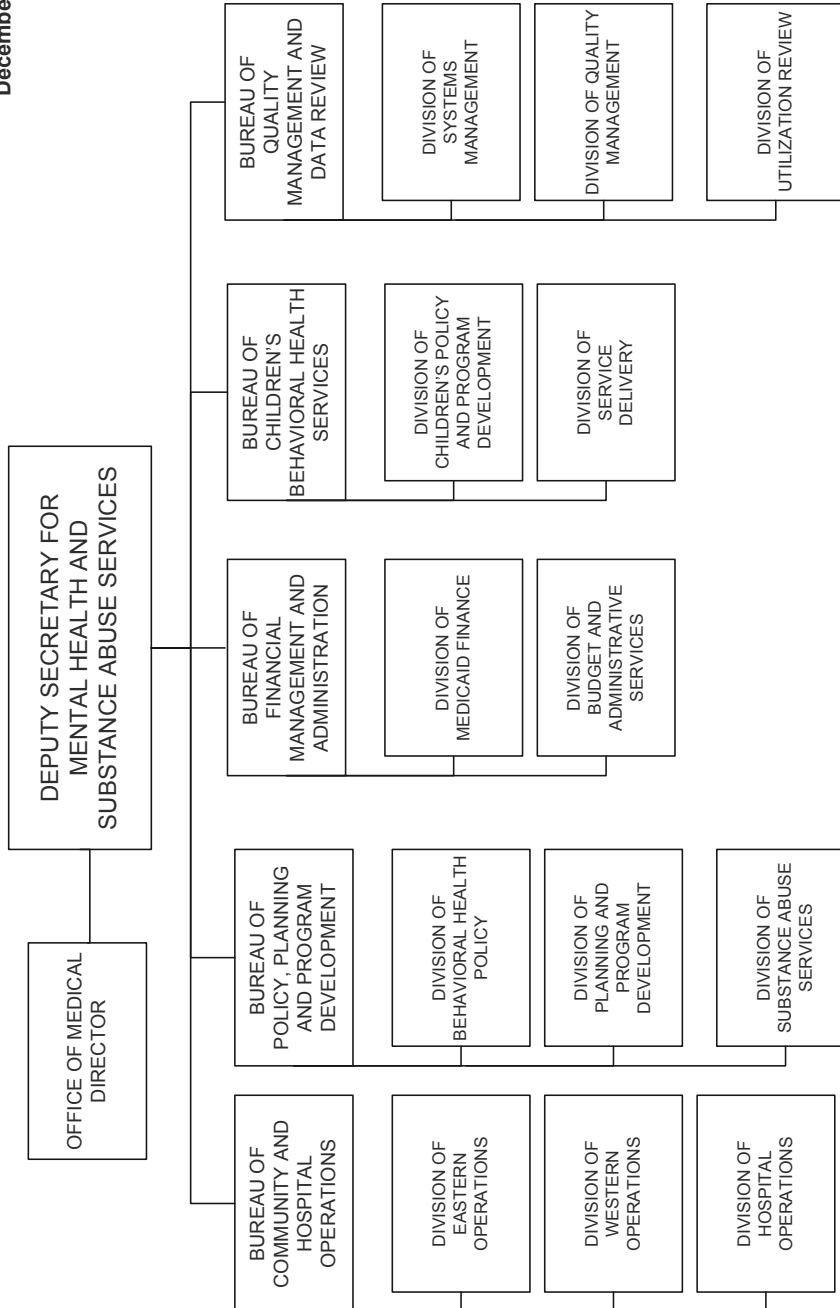 DEPUTY SECRETARY FOR
MENTAL HEALTH AND
SUBSTANCE ABUSE SERVICES
OFFICE OF MEDICAL
DIRECTOR
BUREAU OF
COMMUNITY AND
HOSPITAL
OPERATIONS
DIVISION OF
EASTERN
OPERATIONS
DIVISION OF
WESTERN
OPERATIONS
DIVISION OF
HOSPITAL
OPERATIONS
BUREAU OF
POLICY, PLANNING
AND PROGRAM
DEVELOPMENT
DIVISION OF
BEHAVIORAL HEALTH
POLICY
DIVISION OF
PLANNING AND
PROGRAM
DEVELOPMENT
DIVISION OF
SUBSTANCE ABUSE
SERVICES
BUREAU OF
FINANCIAL
MANAGEMENT AND
ADMINISTRATION
DIVISION OF
MEDICAID FINANCE
DIVISION OF
BUDGET AND
ADMINISTRATIVE
SERVICES
BUREAU OF
CHILDREN'S
BEHAVIORAL HEALTH
SERVICES
DIVISION OF
CHILDREN'S POLICY
AND PROGRAM
DEVELOPMENT
DIVISION OF
SERVICE
DELIVERY
BUREAU OF
QUALITY
MANAGEMENT AND
DATA REVIEW
DIVISION OF
SYSTEMS
MANAGEMENT
DIVISION OF QUALITY
MANAGEMENT
DIVISION OF
UTILIZATION REVIEW